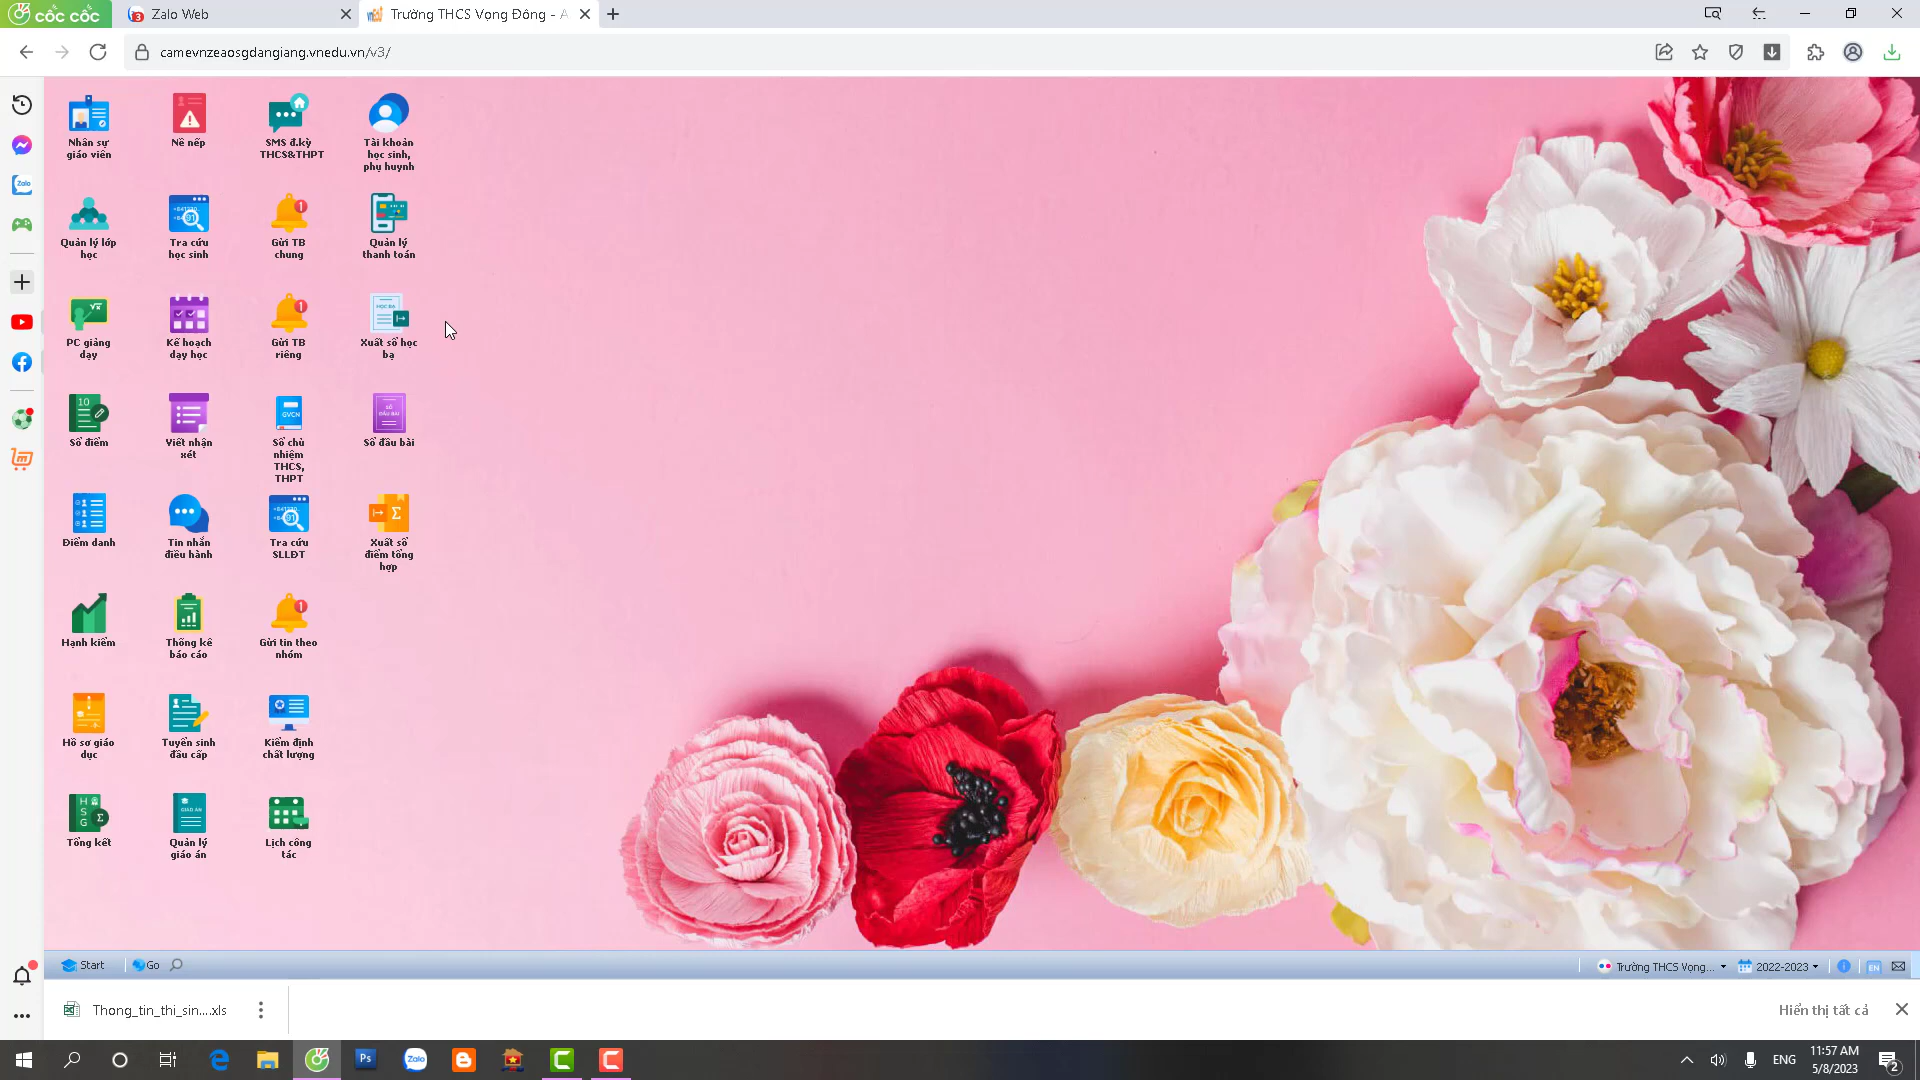 cốc cốc
3
Zalo Web
Trường THCS Vọng Đông - A
camevnzeaosgdangiang.vnedu.vn/v3/
Nhân sự
giáo viên
Nề nếp
SMS đ.kỳ
THCS&THPT
Tài khoản
học sinh,
phụ huynh
Quản lý lớp
học
Tra cứu
học sinh
Gửi TB
chung
Quản lý
thanh toán
PC giảng
dạy
Kế hoạch
dạy học
Gửi TB
riêng
Xuất sổ học
bạ
Sổ điểm
Viết nhận
xét
Sổ chủ
nhiệm
THCS,
THPT
Sổ đầu bài
Điểm danh
Tin nhắn
điều hành
Tra cứu
SLLĐT
Xuất sổ
điểm tổng
hợp
Hạnh kiểm
Thống kê
báo cáo
Gửi tin theo
nhóm
Hồ sơ giáo
dục
Tuyển sinh
đầu cấp
Kiểm định
chất lượng
Tổng kết
Quản lý
giáo án
Lịch công
tác
Start
Go
Trường THCS Vọng...
2022-2023
EN
Thong_tin_thi_sin....xls
Hiển thị tất cả
ENG
11:57 AM
5/8/2023
2